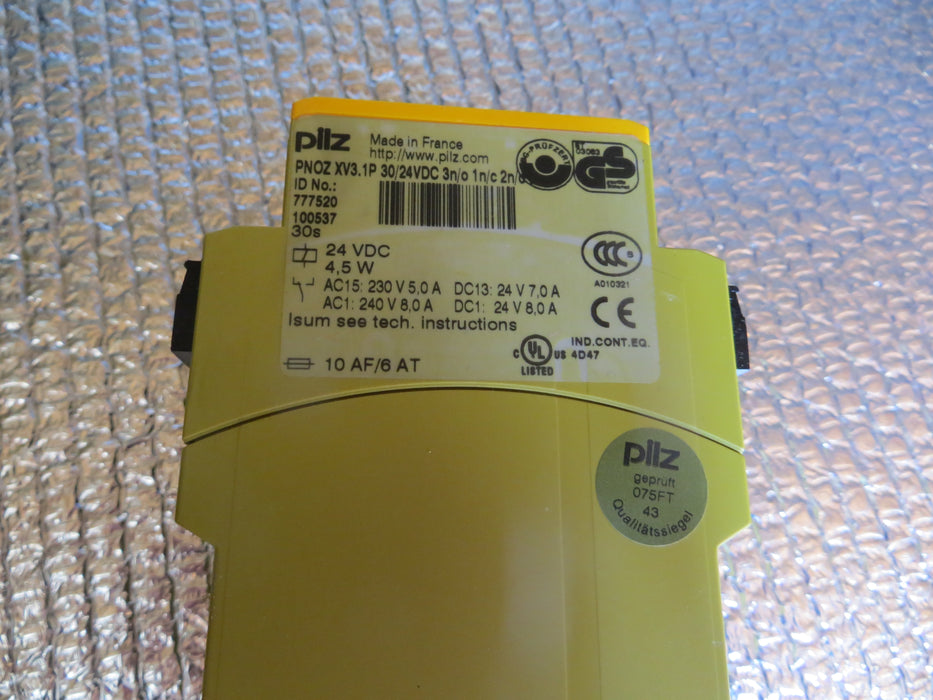 pilz
Made in France
http://www.pilz.com
PNOZ XV3.1P 30/24VDC 3n/o 1n/c 2n/
ID No.:
777520
100537
30s
24 VDC
4,5 W
AC15: 230 V 5,0 A DC13: 24 V 7,0 A
AC1: 240 V 8,0 A DC1: 24 V 8,0 A
Isum see tech. instructions
10 AF/6 AT
GS
CCC S
A010321
CE
C UL US
LISTED
IND.CONT.EQ.
4D47
pilz
geprüft
075FT
43
Qualitätssiegel